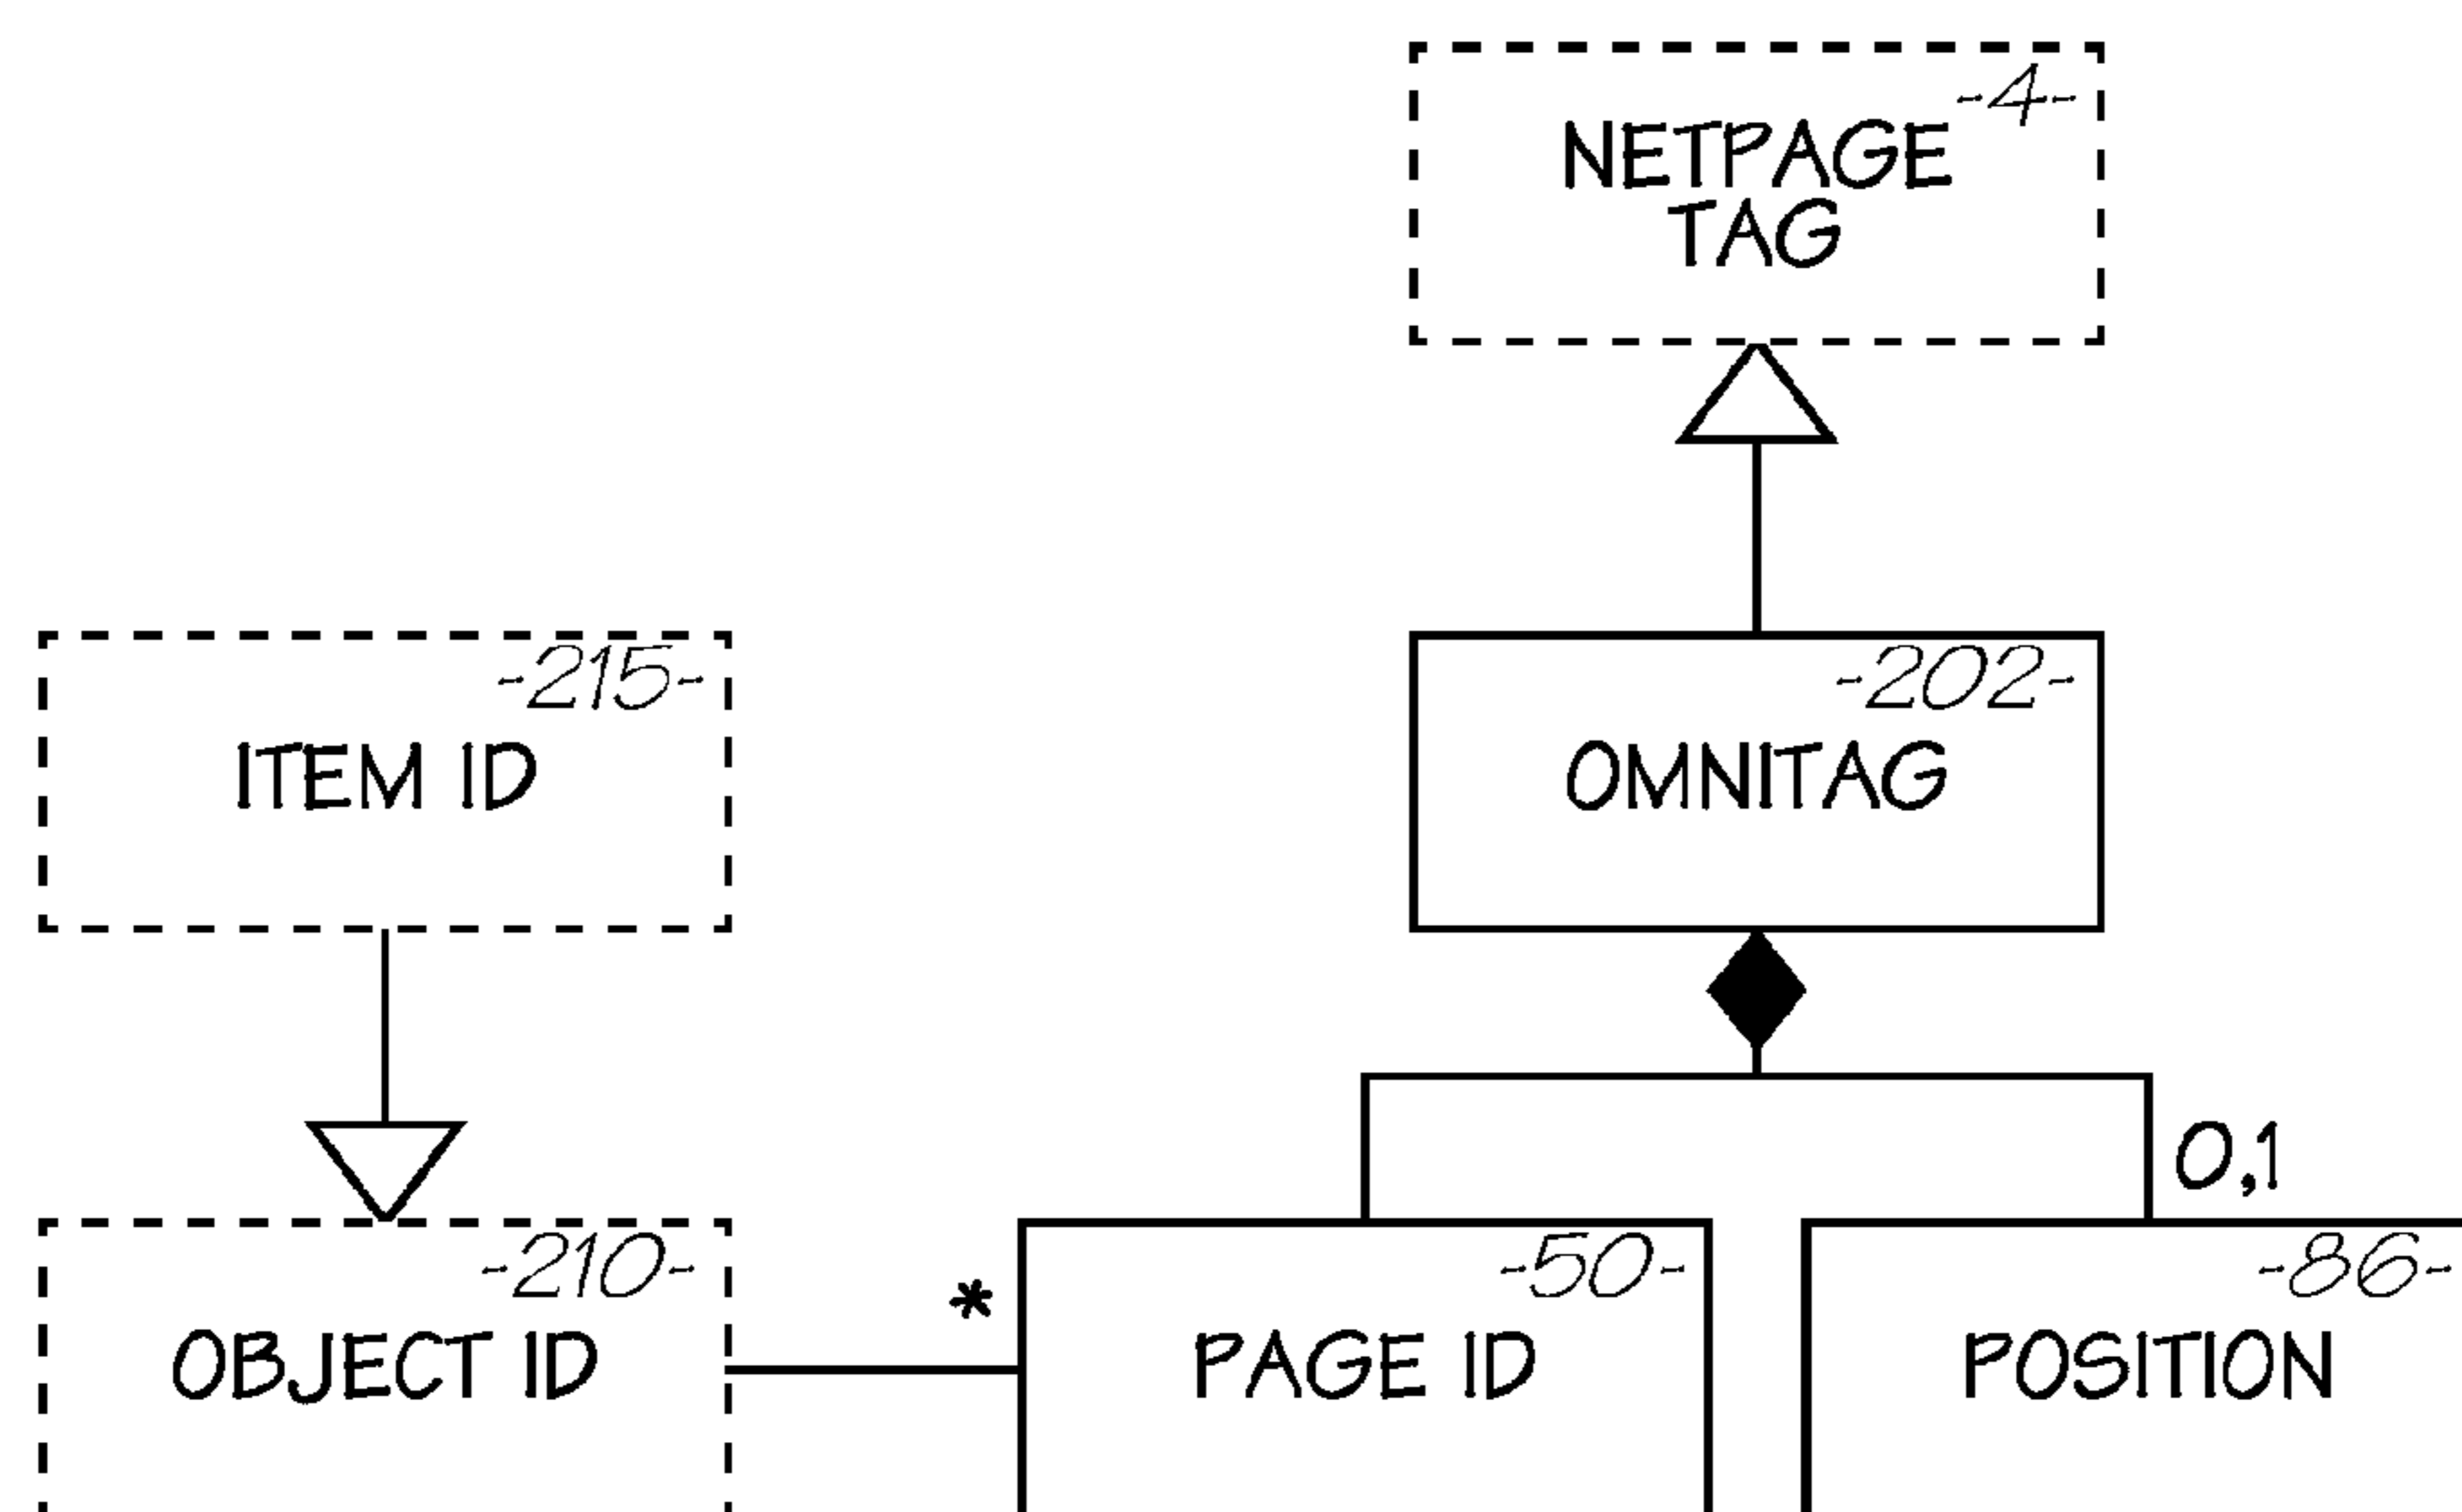 -4-
NETPAGE
TAG
-215-
ITEM ID
-202-
OMNITAG
0,1
-210-
OBJECT ID
*
-50-
PAGE ID
-86-
POSITION